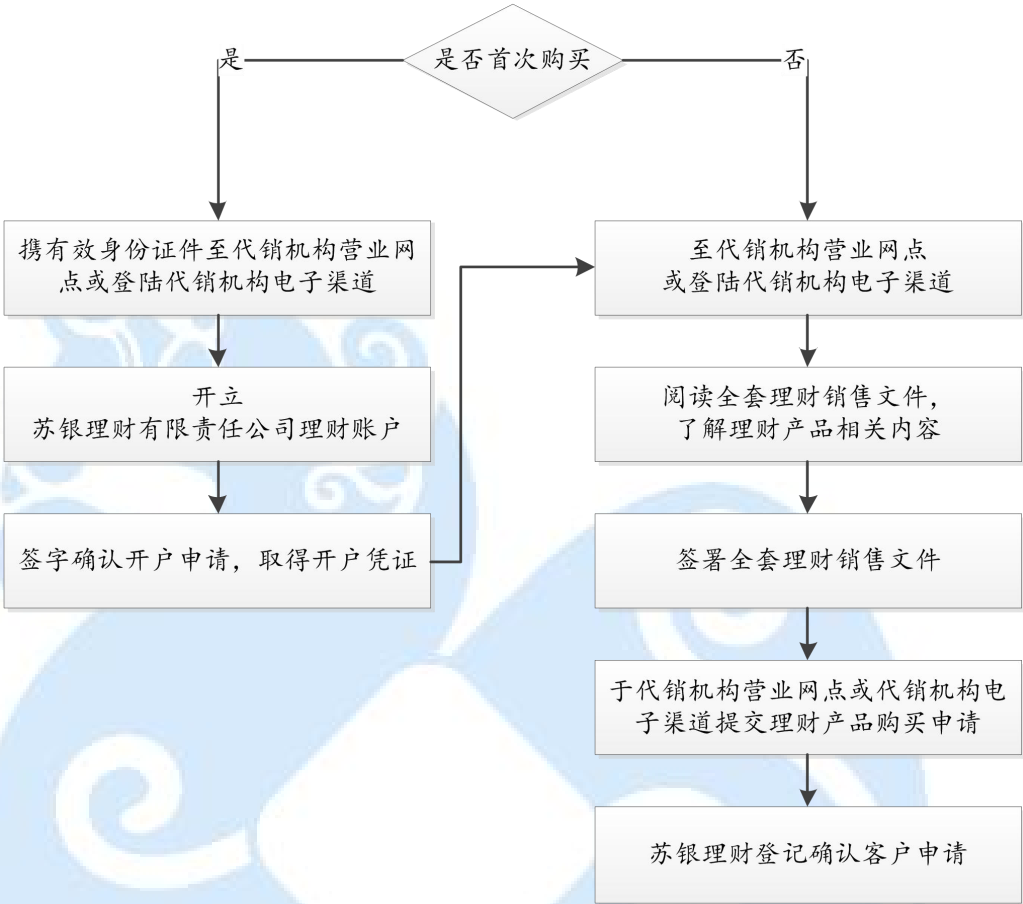 是否首次购买
是
否
携有效身份证件至代销机构营业网
点或登陆代销机构电子渠道
开立
苏银理财有限责任公司理财账户
签字确认开户申请，取得开户凭证
至代销机构营业网点
或登陆代销机构电子渠道
阅读全套理财销售文件，
了解理财产品相关内容
签署全套理财销售文件
于代销机构营业网点或代销机构电
子渠道提交理财产品购买申请
苏银理财登记确认客户申请